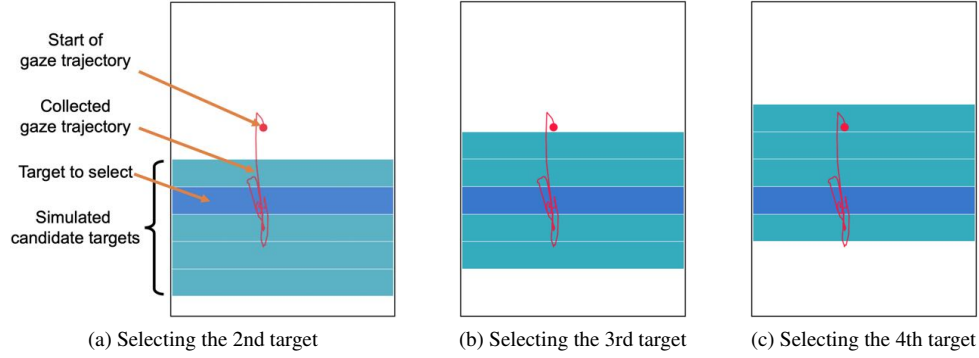 Start of
gaze trajectory
Collected
gaze trajectory
Target to select
Simulated
candidate targets
(a) Selecting the 2nd target
(b) Selecting the 3rd target
(c) Selecting the 4th target